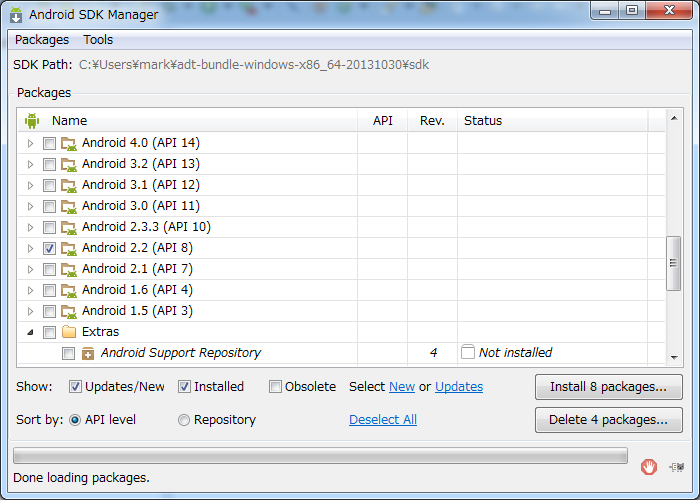 Android SDK Manager
Packages Tools
SDK Path: C:¥Users¥mark¥adt-bundle-windows-x86_64-20131030¥sdk
Packages
Name API Rev. Status
Android 4.0 (API 14)
Android 3.2 (API 13)
Android 3.1 (API 12)
Android 3.0 (API 11)
Android 2.3.3 (API 10)
Android 2.2 (API 8)
Android 2.1 (API 7)
Android 1.6 (API 4)
Android 1.5 (API 3)
Extras
Android Support Repository 4 Not installed
Show: Updates/New Installed Obsolete Select New or Updates Install 8 packages...
Sort by: API level Repository Deselect All Delete 4 packages...
Done loading packages.